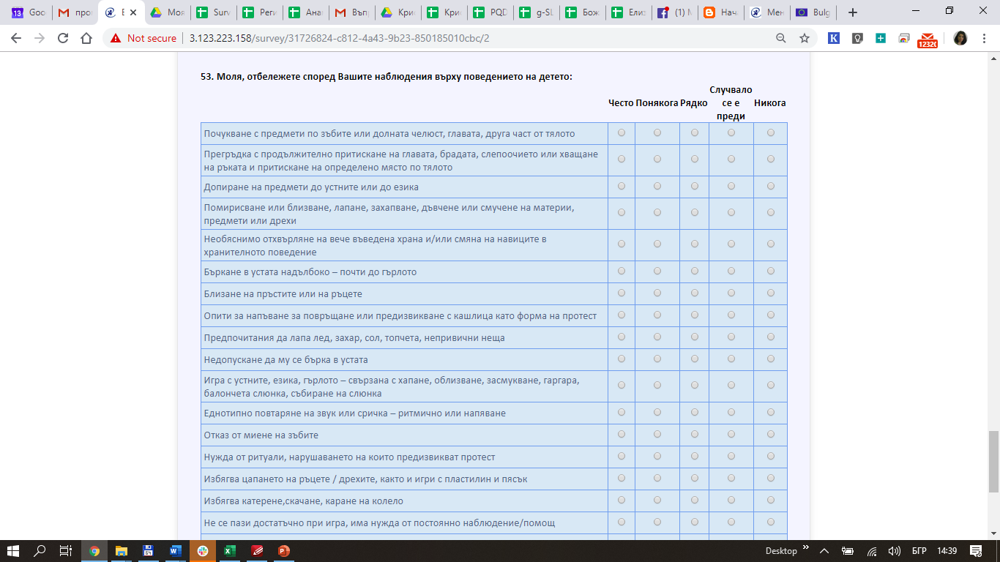 13 Goo
про
Е
Моя
Surv
Реги
Ана
Въп
Кри
Кри
PQD
g-SD
Бож
Ели
(1) М
Нач
Мен
Bulg
Not secure | 3.123.223.158/survey/31726824-c812-4a43-9b23-850185010cbc/2
K
12320
53. Моля, отбележете според Вашите наблюдения върху поведението на детето:
Често Понякога Рядко Случвало се е преди Никога
Почукване с предмети по зъбите или долната челюст, главата, друга част от тялото
Прегръдка с продължително притискане на главата, брадата, слепоочието или хващане
на ръката и притискане на определено място по тялото
Допиране на предмети до устните или до езика
Помирисване или близване, лапане, захапване, дъвчене или смучене на материи,
предмети или дрехи
Необяснимо отхвърляне на вече въведена храна и/или смяна на навиците в
хранителното поведение
Бъркане в устата надълбоко – почти до гърлото
Близане на пръстите или на ръцете
Опити за напъване за повръщане или предизвикване с кашлица като форма на протест
Предпочитания да лапа лед, захар, сол, топчета, непривични неща
Недопускане да му се бърка в устата
Игра с устните, езика, гърлото – свързана с хапане, облизване, засмукване, гаргара,
балончета слюнка, събиране на слюнка
Еднотипно повтаряне на звук или сричка – ритмично или напяване
Отказ от миене на зъбите
Нужда от ритуали, нарушаването на които предизвикват протест
Избягва цапането на ръцете / дрехите, както и игри с пластилин и пясък
Избягва катерене,скачане, каране на колело
Не се пази достатъчно при игра, има нужда от постоянно наблюдение/помощ
Desktop
БГР
14:39